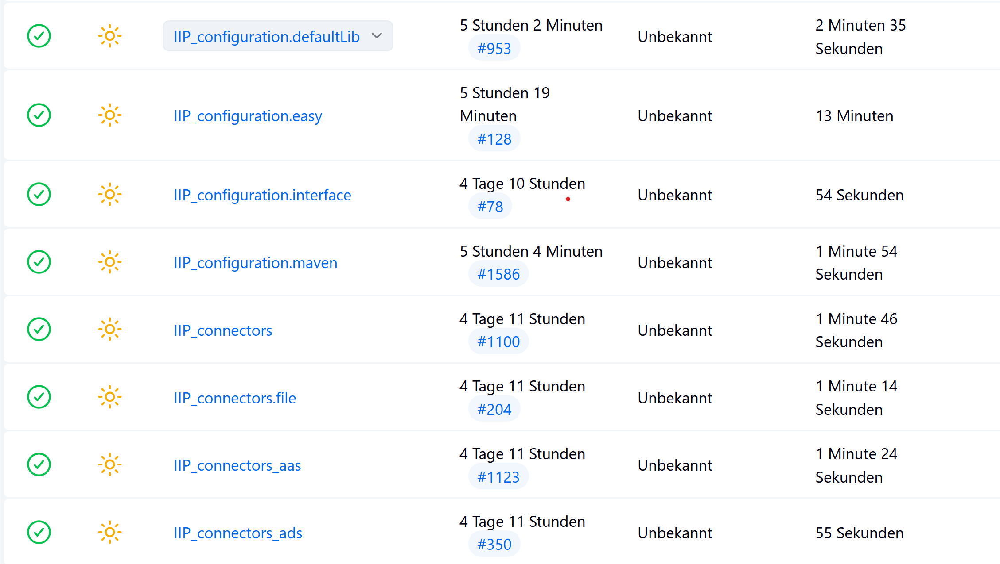 IIP_configuration.defaultLib
5 Stunden 2 Minuten
#953
Unbekannt
2 Minuten 35
Sekunden
IIP_configuration.easy
5 Stunden 19
Minuten
#128
Unbekannt
13 Minuten
IIP_configuration.interface
4 Tage 10 Stunden
#78
Unbekannt
54 Sekunden
IIP_configuration.maven
5 Stunden 4 Minuten
#1586
Unbekannt
1 Minute 54
Sekunden
IIP_connectors
4 Tage 11 Stunden
#1100
Unbekannt
1 Minute 46
Sekunden
IIP_connectors.file
4 Tage 11 Stunden
#204
Unbekannt
1 Minute 14
Sekunden
IIP_connectors_aas
4 Tage 11 Stunden
#1123
Unbekannt
1 Minute 24
Sekunden
IIP_connectors_ads
4 Tage 11 Stunden
#350
Unbekannt
55 Sekunden